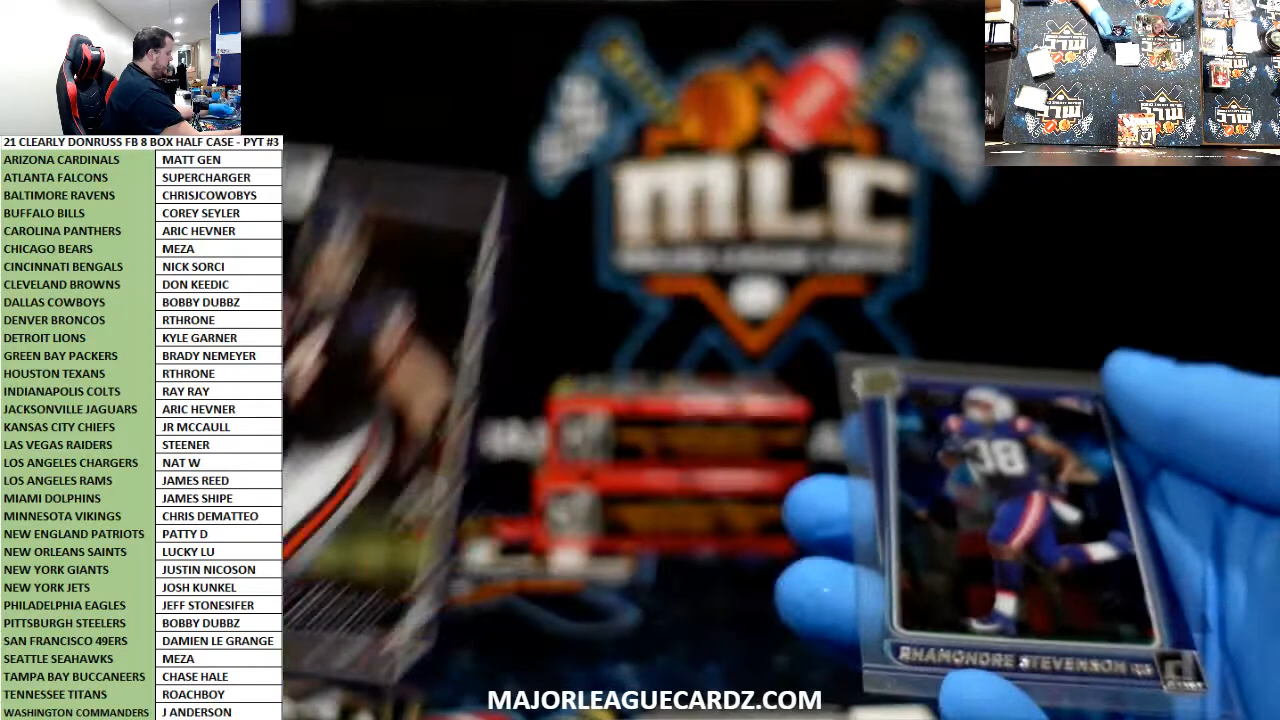 21 CLEARLY DONRUSS FB 8 BOX HALF CASE - PYT #3
ARIZONA CARDINALS MATT GEN
ATLANTA FALCONS SUPERCHARGER
BALTIMORE RAVENS CHRISJCOWOBYS
BUFFALO BILLS COREY SEYLER
CAROLINA PANTHERS ARIC HEVNER
CHICAGO BEARS MEZA
CINCINNATI BENGALS NICK SORCI
CLEVELAND BROWNS DON KEEDIC
DALLAS COWBOYS BOBBY DUBBZ
DENVER BRONCOS RTHRONE
DETROIT LIONS KYLE GARNER
GREEN BAY PACKERS BRADY NEMEYER
HOUSTON TEXANS RTHRONE
INDIANAPOLIS COLTS RAY RAY
JACKSONVILLE JAGUARS ARIC HEVNER
KANSAS CITY CHIEFS JR MCCAULL
LAS VEGAS RAIDERS STEENER
LOS ANGELES CHARGERS NAT W
LOS ANGELES RAMS JAMES REED
MIAMI DOLPHINS JAMES SHIPE
MINNESOTA VIKINGS CHRIS DEMATTEO
NEW ENGLAND PATRIOTS PATTY D
NEW ORLEANS SAINTS LUCKY LU
NEW YORK GIANTS JUSTIN NICOSON
NEW YORK JETS JOSH KUNKEL
PHILADELPHIA EAGLES JEFF STONESIFER
PITTSBURGH STEELERS BOBBY DUBBZ
SAN FRANCISCO 49ERS DAMIEN LE GRANGE
SEATTLE SEAHAWKS MEZA
TAMPA BAY BUCCANEERS CHASE HALE
TENNESSEE TITANS ROACHBOY
WASHINGTON COMMANDERS J ANDERSON
MLC
38
RHAMONDRE STEVENSON
MAJORLEAGUECARDZ.COM